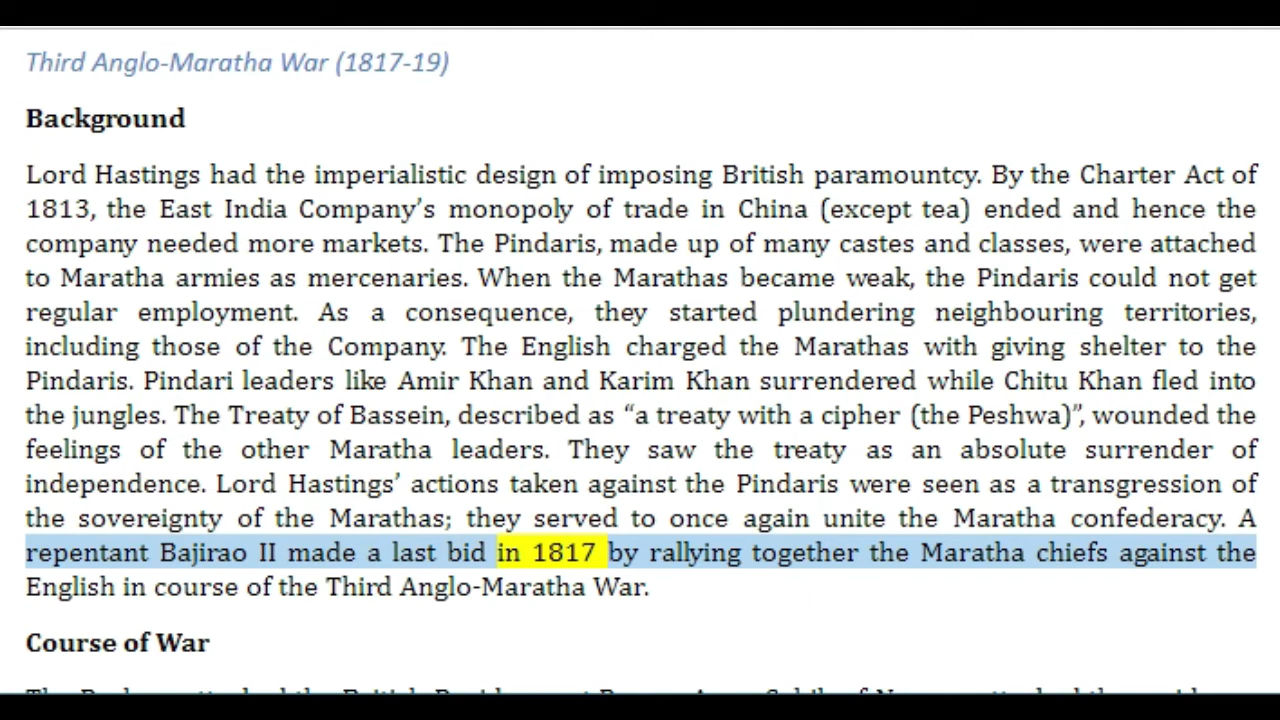 Third Anglo-Maratha War (1817-19)
Background
Lord Hastings had the imperialistic design of imposing British paramountcy. By the Charter Act of
1813, the East India Company’s monopoly of trade in China (except tea) ended and hence the
company needed more markets. The Pindaris, made up of many castes and classes, were attached
to Maratha armies as mercenaries. When the Marathas became weak, the Pindaris could not get
regular employment. As a consequence, they started plundering neighbouring territories,
including those of the Company. The English charged the Marathas with giving shelter to the
Pindaris. Pindari leaders like Amir Khan and Karim Khan surrendered while Chitu Khan fled into
the jungles. The Treaty of Bassein, described as “a treaty with a cipher (the Peshwa)”, wounded the
feelings of the other Maratha leaders. They saw the treaty as an absolute surrender of
independence. Lord Hastings’ actions taken against the Pindaris were seen as a transgression of
the sovereignty of the Marathas; they served to once again unite the Maratha confederacy. A
repentant Bajirao II made a last bid in 1817 by rallying together the Maratha chiefs against the
English in course of the Third Anglo-Maratha War.
Course of War